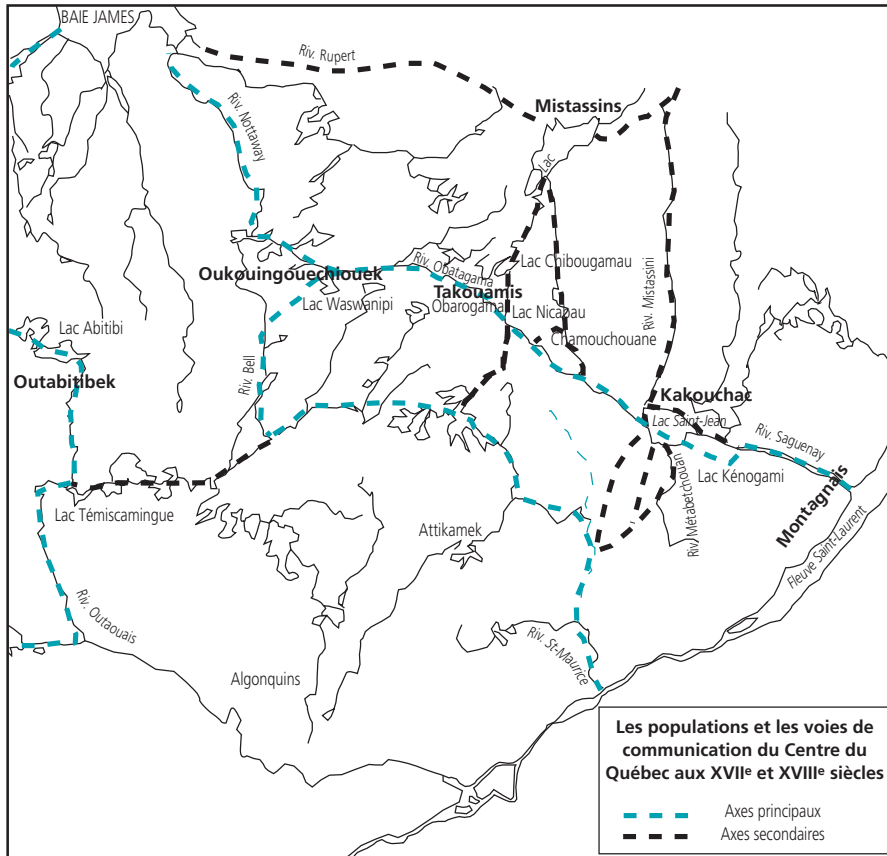 BAIE JAMES
Riv. Rupert
Riv. Nottaway
Mistassins
Lac
Oukouingouechiouek
Riv. Obatagama
Lac Chibougamau
Riv. Mistassini
Lac Waswanipi
Takouamis
Obarogamau
Lac Nicabau
Lac Abitibi
Chamouchouane
Outabitibek
Riv. Bell
Kakouchac
Lac Saint-Jean
Riv. Saguenay
Lac Kénogami
Montagnais
Lac Témiscamingue
Attikamek
Riv. Métabetchouan
Fleuve Saint-Laurent
Riv. Outaouais
Riv. St-Maurice
Algonquins
Les populations et les voies de
communication du Centre du
Québec aux XVIIe et XVIIIe siècles
Axes principaux
Axes secondaires